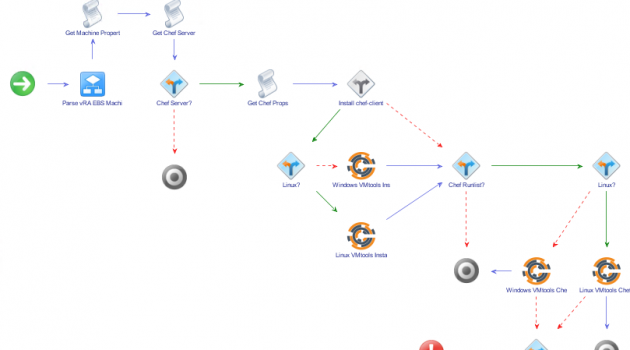 Get Machine Propert
Get Chef Server
Parse vRA EBS Machi
Chef Server?
Get Chef Props
Install chef-client
Linux?
Windows VMtools Ins
Chef Runlist?
Linux?
Linux VMtools Insta
Windows VMtools Che
Linux VMtools Chef